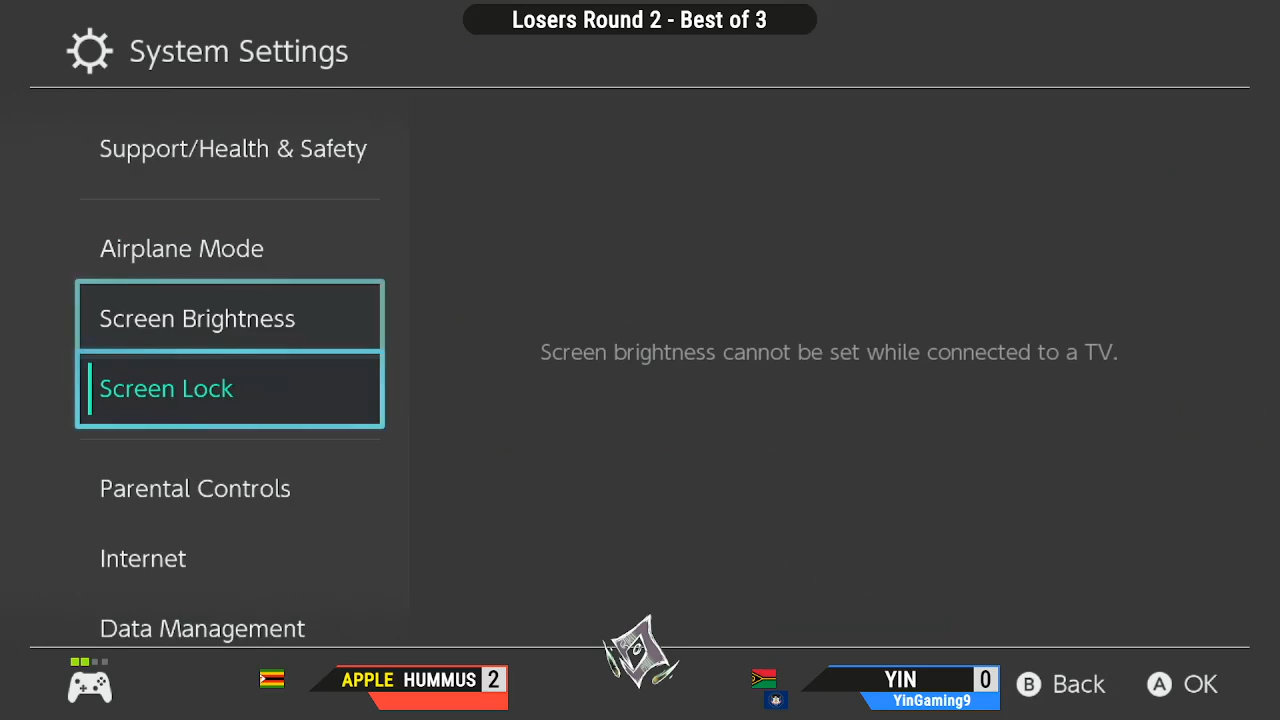 Losers Round 2 - Best of 3
System Settings
Support/Health & Safety
Airplane Mode
Screen Brightness
Screen Lock
Parental Controls
Internet
Data Management
Screen brightness cannot be set while connected to a TV.
APPLE HUMMUS 2
YIN 0
YinGaming9
B Back
A OK